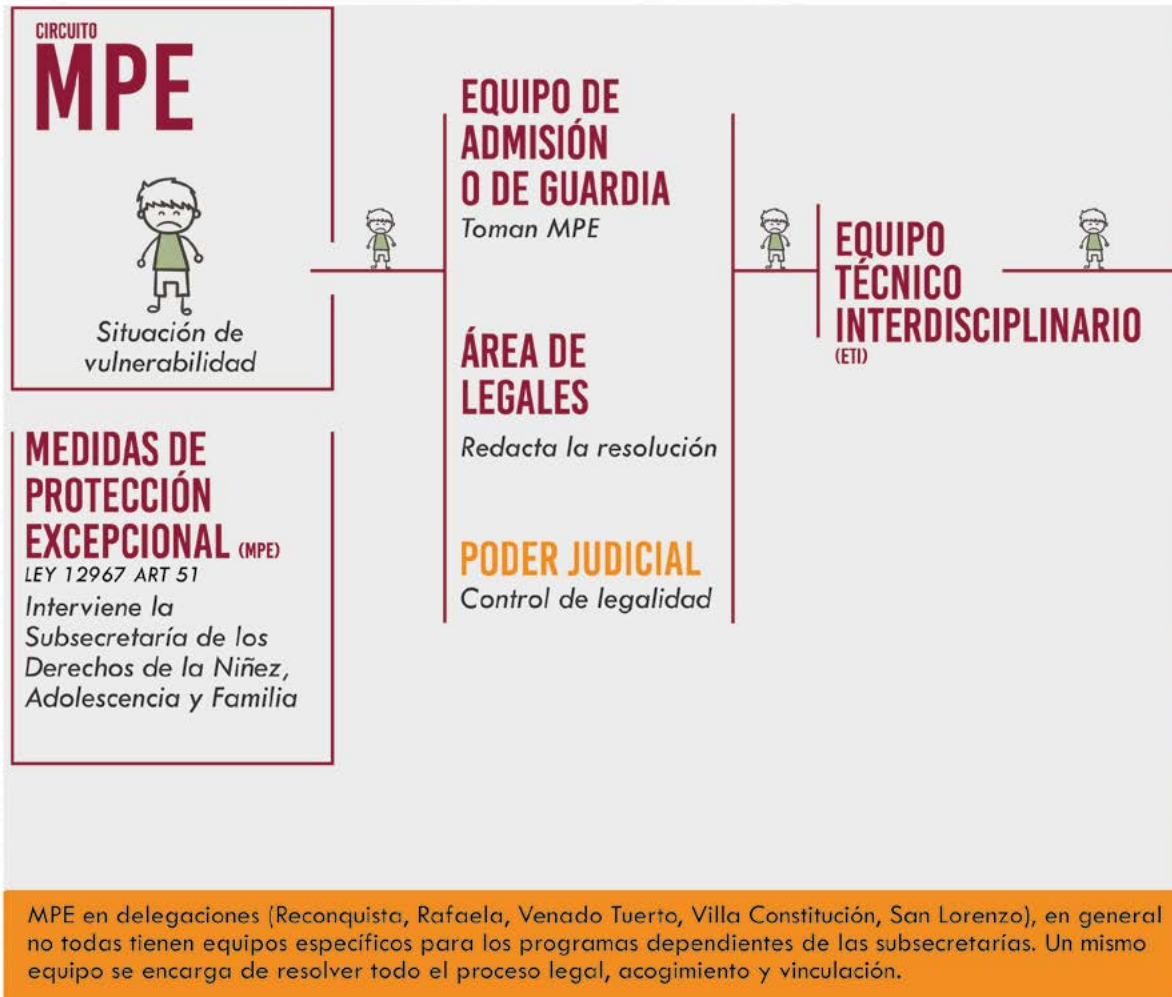 CIRCUITO
MPE
Situación de
vulnerabilidad
MEDIDAS DE
PROTECCIÓN
EXCEPCIONAL (MPE)
LEY 12967 ART 51
Interviene la
Subsecretaría de los
Derechos de la Niñez,
Adolescencia y Familia
EQUIPO DE
ADMISIÓN
O DE GUARDIA
Toman MPE
ÁREA DE
LEGALES
Redacta la resolución
PODER JUDICIAL
Control de legalidad
EQUIPO
TÉCNICO
INTERDISCIPLINARIO
(ETI)
MPE en delegaciones (Reconquista, Rafaela, Venado Tuerto, Villa Constitución, San Lorenzo), en general
no todas tienen equipos específicos para los programas dependientes de las subsecretarías. Un mismo
equipo se encarga de resolver todo el proceso legal, acogimiento y vinculación.